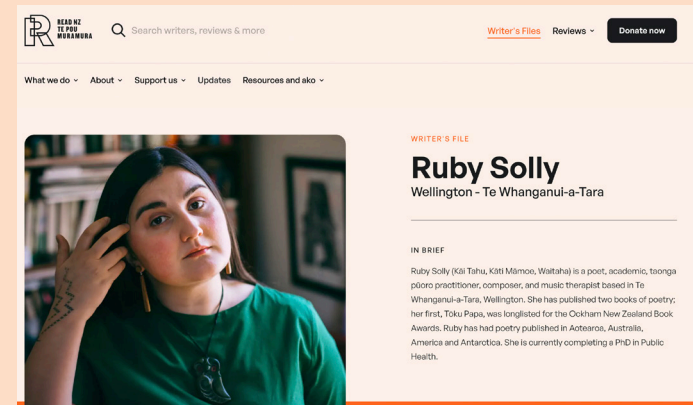 READ NZ
TE POU
MURAMURA
Search writers, reviews & more
Writer's Files
Reviews
Donate now
What we do
About
Support us
Updates
Resources and ako
WRITER'S FILE
Ruby Solly
Wellington - Te Whanganui-a-Tara
IN BRIEF
Ruby Solly (Kāi Tahu, Kāti Māmoe, Waitaha) is a poet, academic, taonga
pūoro practitioner, composer, and music therapist based in Te
Whanganui-a-Tara, Wellington. She has published two books of poetry;
her first, Tōku Papa, was longlisted for the Ockham New Zealand Book
Awards. Ruby has had poetry published in Aotearoa, Australia,
America and Antarctica. She is currently completing a PhD in Public
Health.